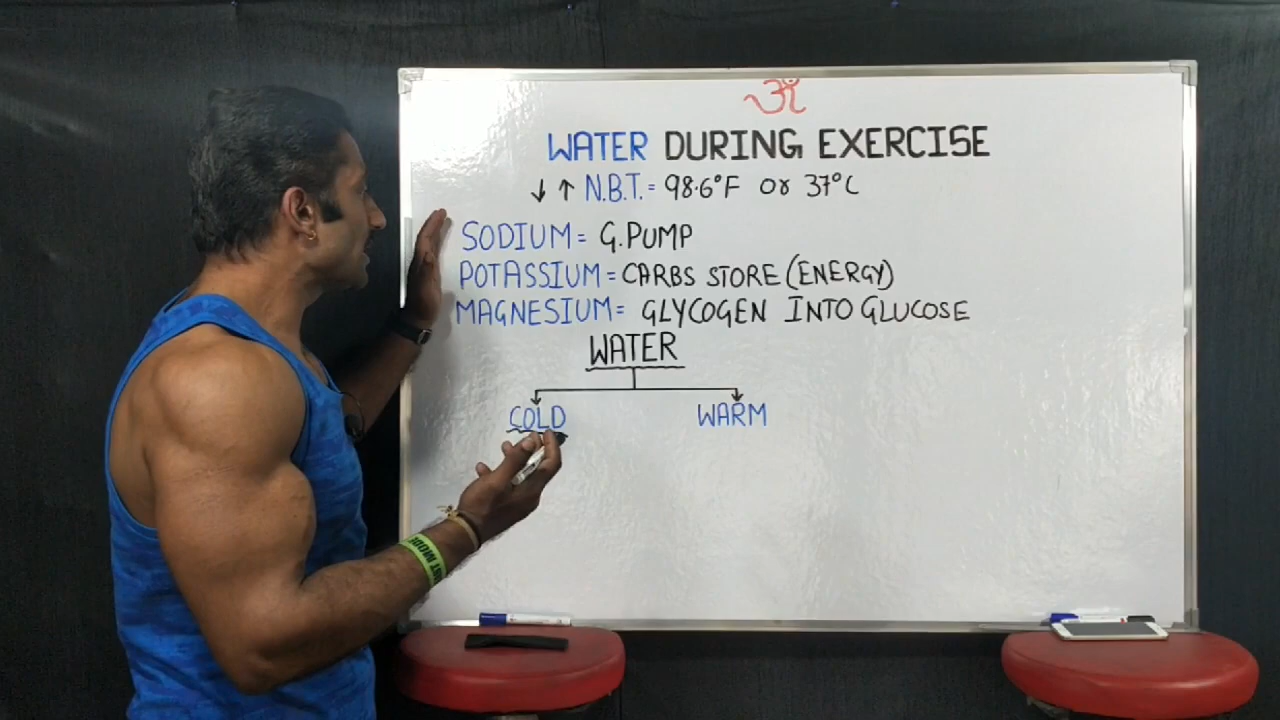 ॐ
WATER DURING EXERCISE
↓ ↑ N.B.T. = 98.6°F Or 37°C
SODIUM = G.PUMP
POTASSIUM = CARBS STORE (ENERGY)
MAGNESIUM = GLYCOGEN INTO GLUCOSE
WATER
COLD WARM